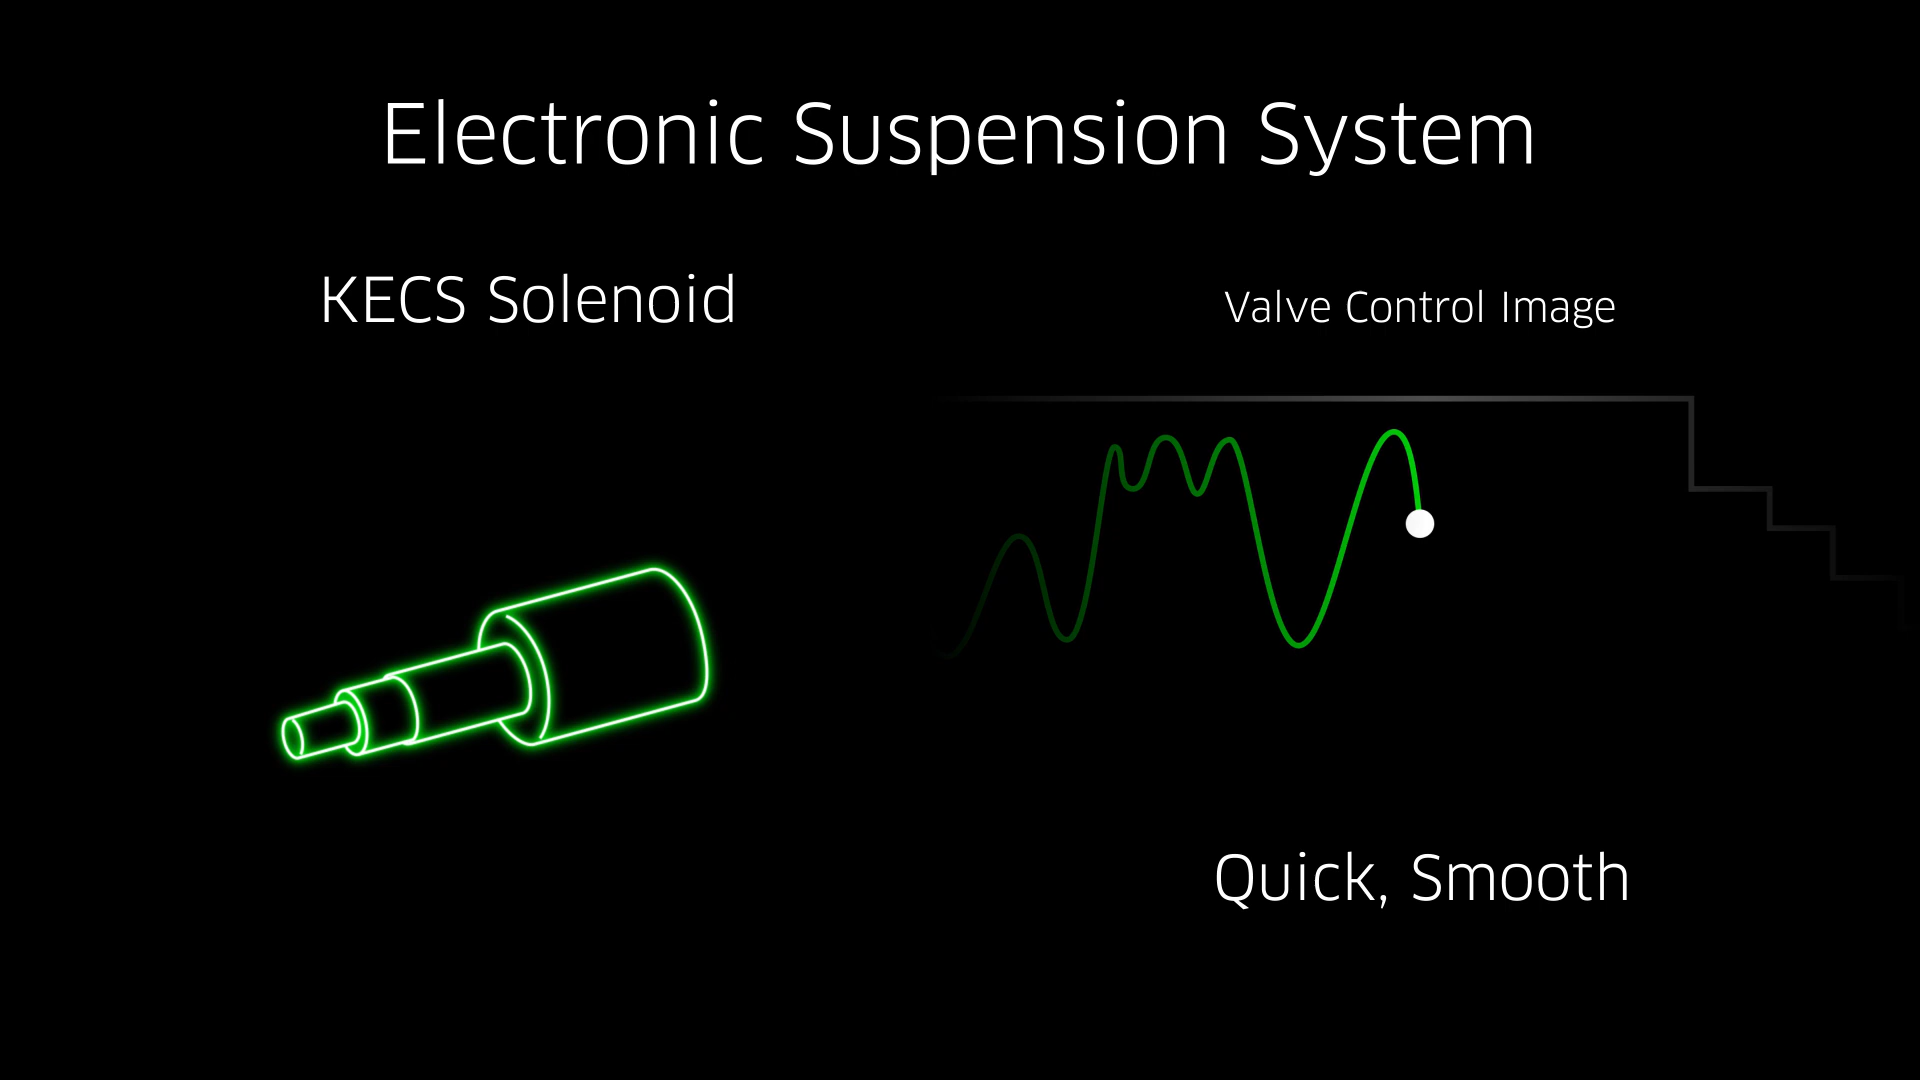 Electronic Suspension System
KECS Solenoid
Valve Control Image
Quick, Smooth